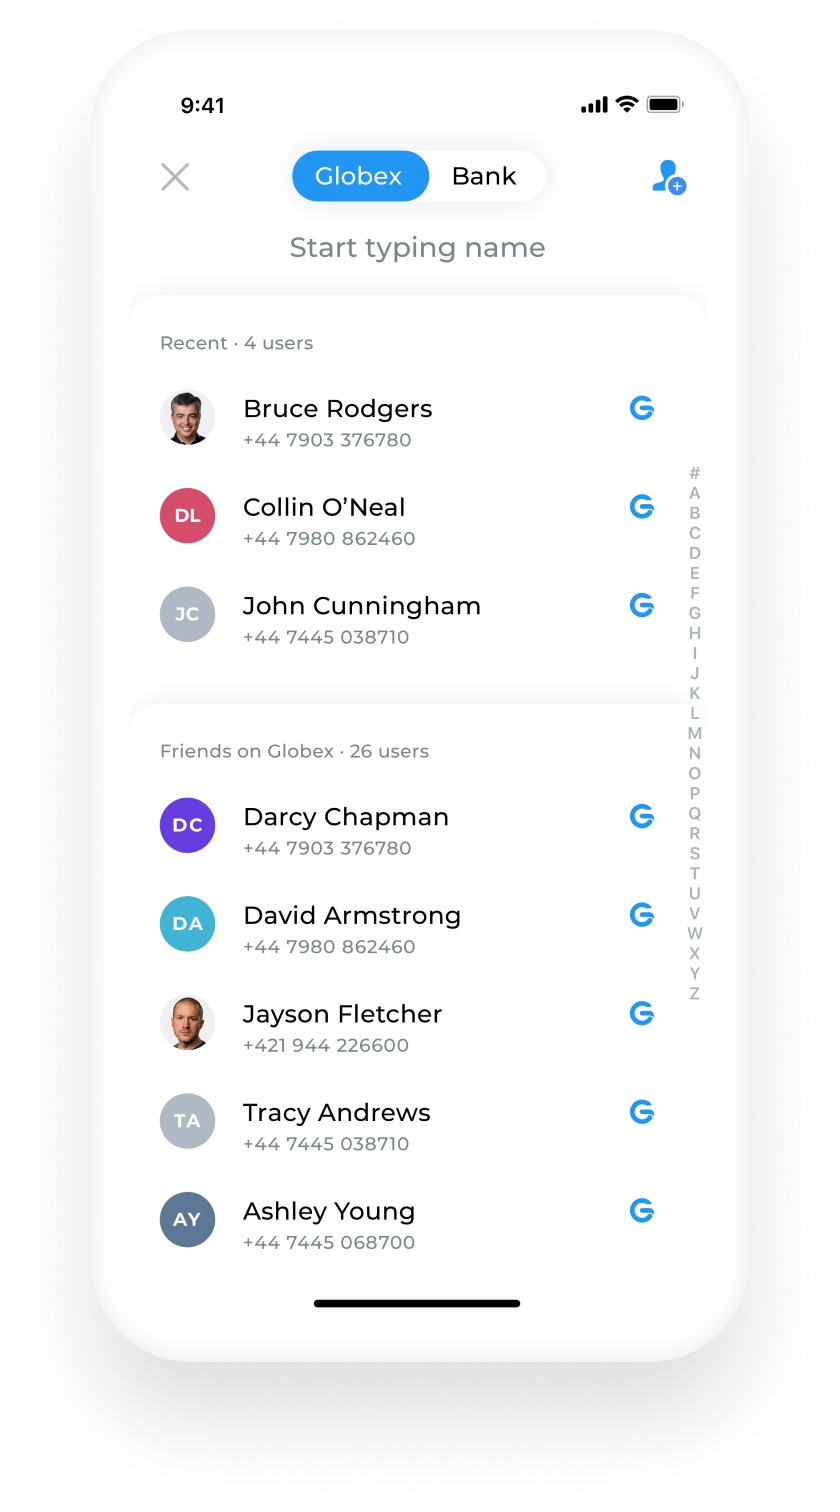 9:41
Globex Bank
Start typing name
Recent · 4 users
Bruce Rodgers
+44 7903 376780
DL
Collin O’Neal
+44 7980 862460
JC
John Cunningham
+44 7445 038710
Friends on Globex · 26 users
DC
Darcy Chapman
+44 7903 376780
DA
David Armstrong
+44 7980 862460
Jayson Fletcher
+421 944 226600
TA
Tracy Andrews
+44 7445 038710
AY
Ashley Young
+44 7445 068700
#
A
B
C
D
E
F
G
H
I
J
K
L
M
N
O
P
Q
R
S
T
U
V
W
X
Y
Z